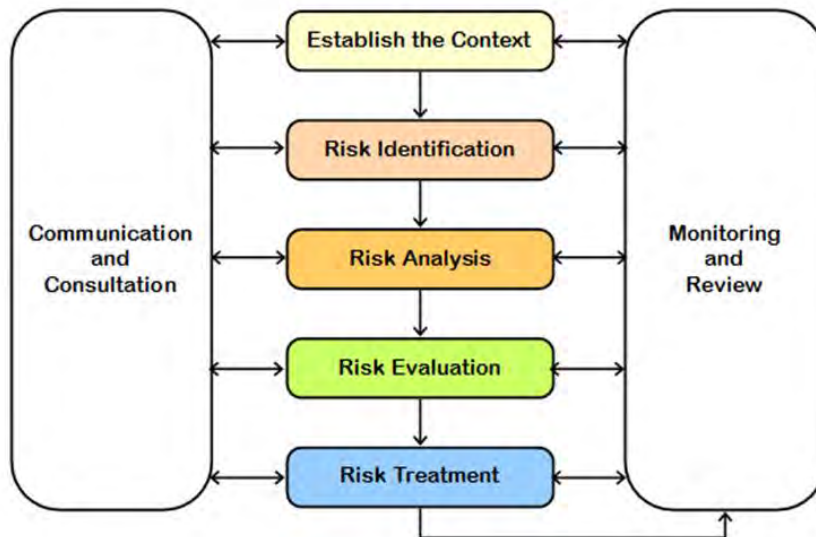 Establish the Context
Risk Identification
Communication
and
Consultation
Risk Analysis
Monitoring
and
Review
Risk Evaluation
Risk Treatment